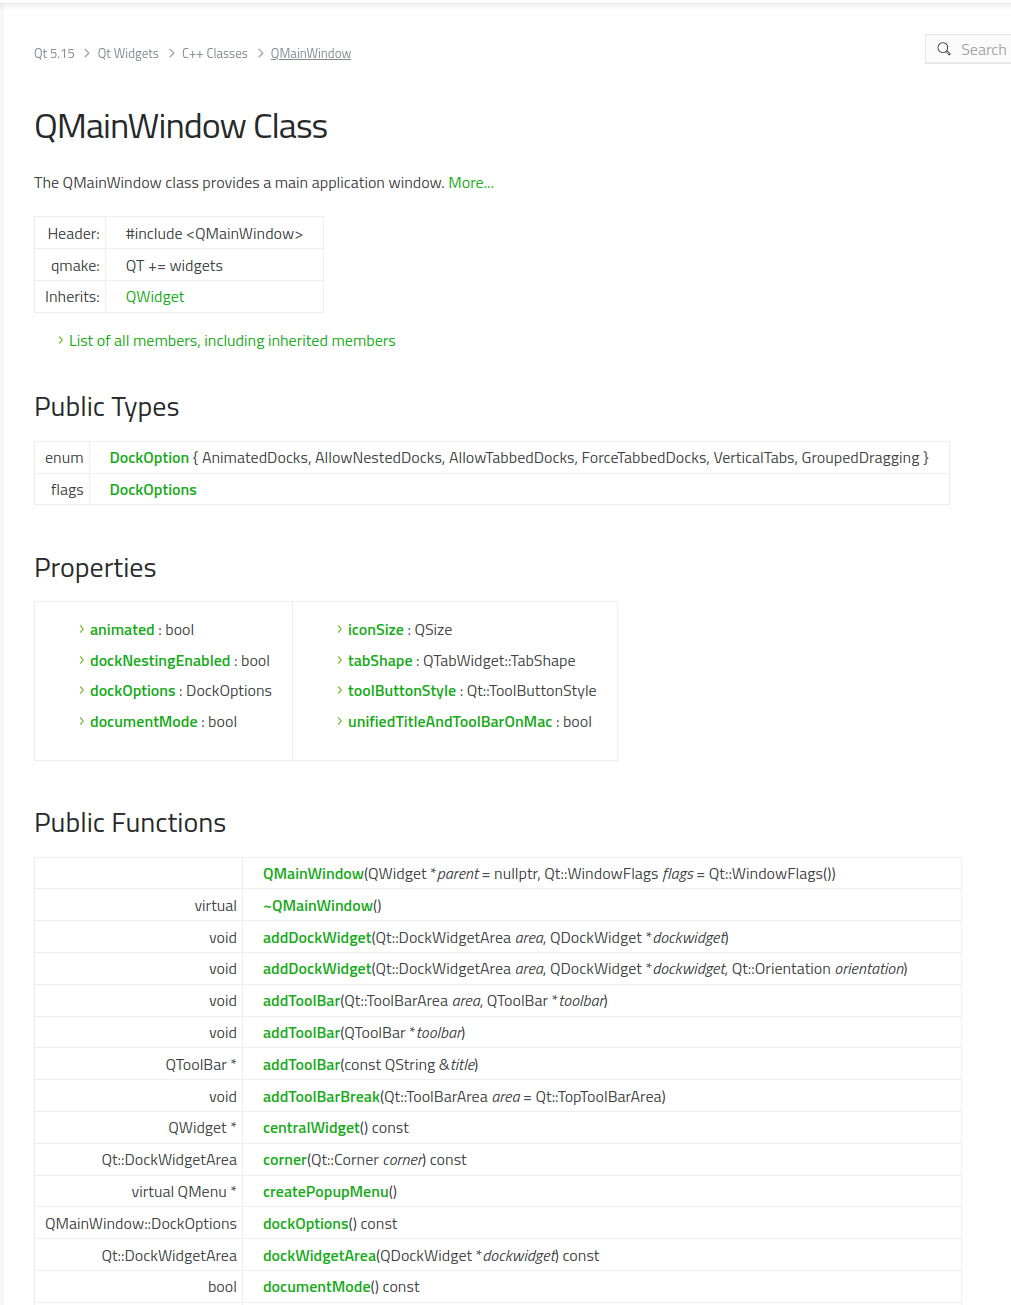 Qt 5.15 > Qt Widgets > C++ Classes > QMainWindow
Search
QMainWindow Class
The QMainWindow class provides a main application window. More...
Header: #include <QMainWindow>
qmake: QT += widgets
Inherits: QWidget
> List of all members, including inherited members
Public Types
enum DockOption { AnimatedDocks, AllowNestedDocks, AllowTabbedDocks, ForceTabbedDocks, VerticalTabs, GroupedDragging }
flags DockOptions
Properties
> animated : bool
> dockNestingEnabled : bool
> dockOptions : DockOptions
> documentMode : bool
> iconSize : QSize
> tabShape : QTabWidget::TabShape
> toolButtonStyle : Qt::ToolButtonStyle
> unifiedTitleAndToolBarOnMac : bool
Public Functions
QMainWindow(QWidget *parent = nullptr, Qt::WindowFlags flags = Qt::WindowFlags())
virtual ~QMainWindow()
void addDockWidget(Qt::DockWidgetArea area, QDockWidget *dockwidget)
void addDockWidget(Qt::DockWidgetArea area, QDockWidget *dockwidget, Qt::Orientation orientation)
void addToolBar(Qt::ToolBarArea area, QToolBar *toolbar)
void addToolBar(QToolBar *toolbar)
QToolBar * addToolBar(const QString &title)
void addToolBarBreak(Qt::ToolBarArea area = Qt::TopToolBarArea)
QWidget * centralWidget() const
Qt::DockWidgetArea corner(Qt::Corner corner) const
virtual QMenu * createPopupMenu()
QMainWindow::DockOptions dockOptions() const
Qt::DockWidgetArea dockWidgetArea(QDockWidget *dockwidget) const
bool documentMode() const